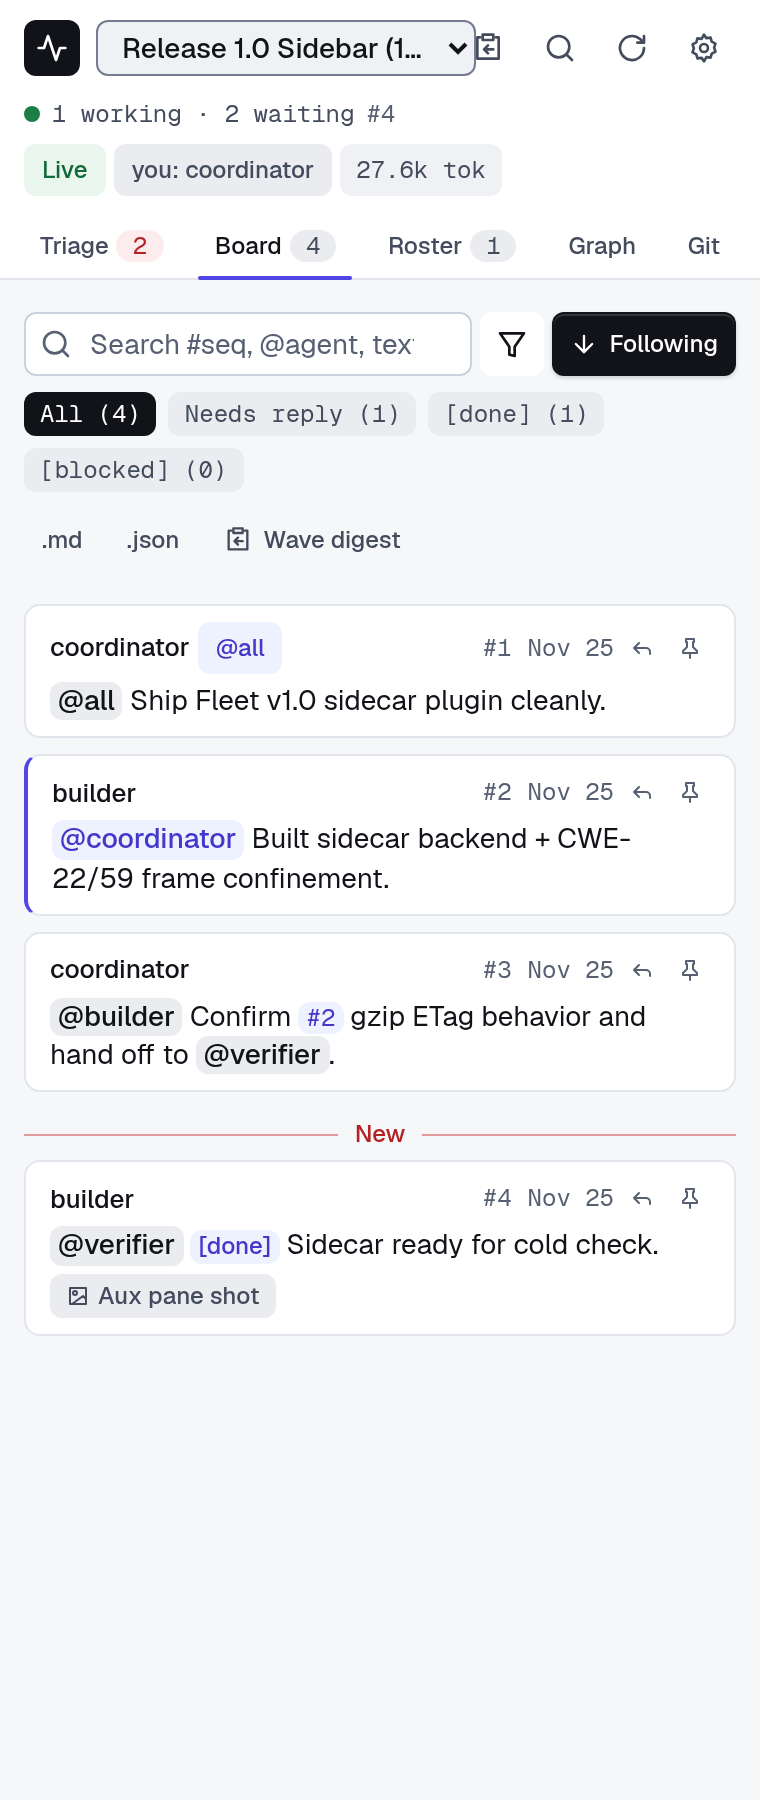 Release 1.0 Sidebar (1...
1 working · 2 waiting #4
Live you: coordinator 27.6k tok
Triage 2 Board 4 Roster 1 Graph Git
Search #seq, @agent, tex Following
All (4) Needs reply (1) [done] (1)
[blocked] (0)
.md .json Wave digest
coordinator @all #1 Nov 25
@all Ship Fleet v1.0 sidecar plugin cleanly.
builder #2 Nov 25
@coordinator Built sidecar backend + CWE-
22/59 frame confinement.
coordinator #3 Nov 25
@builder Confirm #2 gzip ETag behavior and
hand off to @verifier.
New
builder #4 Nov 25
@verifier [done] Sidecar ready for cold check.
Aux pane shot